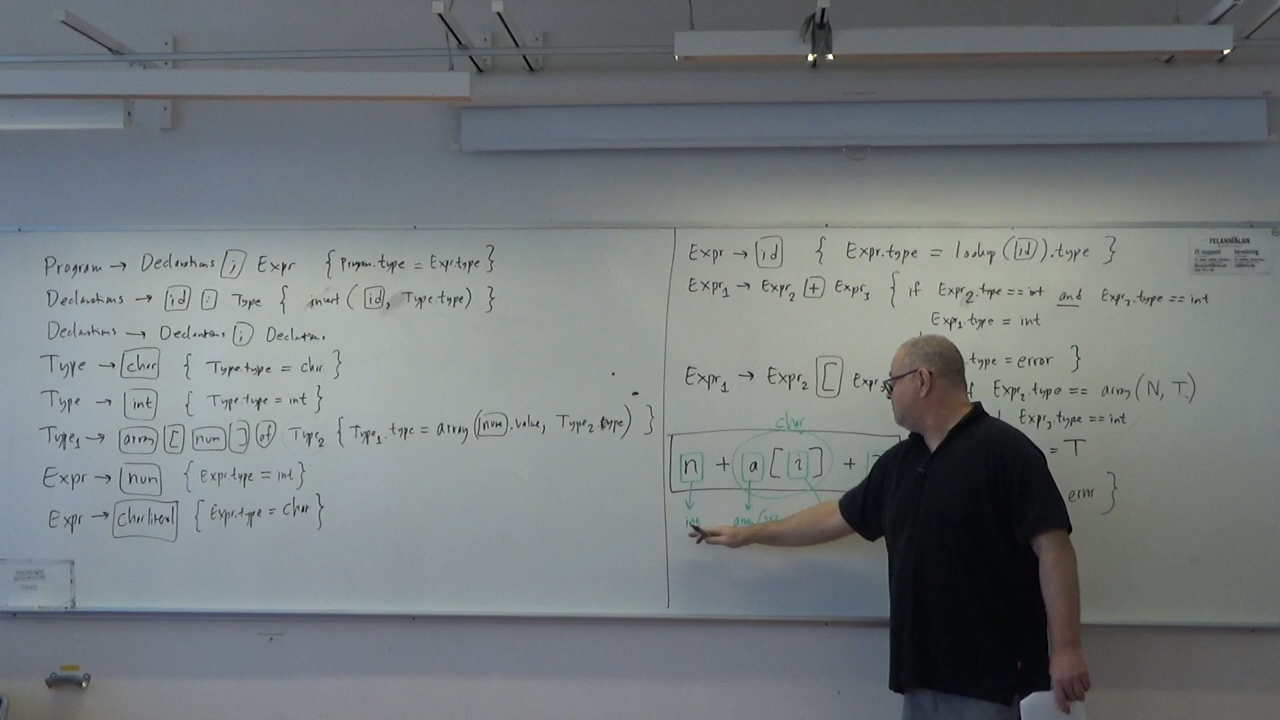 Program → Declarations ; Expr { Program.type = Expr.type }
Declarations → id : Type { insert ( id , Type.type) }
Declarations → Declarations ; Declarations
Type → char { Type.type = char }
Type → int { Type.type = int }
Type1 → array [ num ] of Type2 { Type1.type = array (num.value, Type2.type) }
Expr → num { Expr.type = int }
Expr → charliteral { Expr.type = char }
FELANMÄLAN
Expr → id { Expr.type = lookup (id).type }
Expr1 → Expr2 + Expr3 { if Expr2.type == int and Expr3.type == int
Expr1.type = int
.type = error }
Expr1 → Expr2 [ Expr3 if Expr2.type == array (N, T)
Expr3.type == int
= T
error }
char
n + a [ i ] +
int